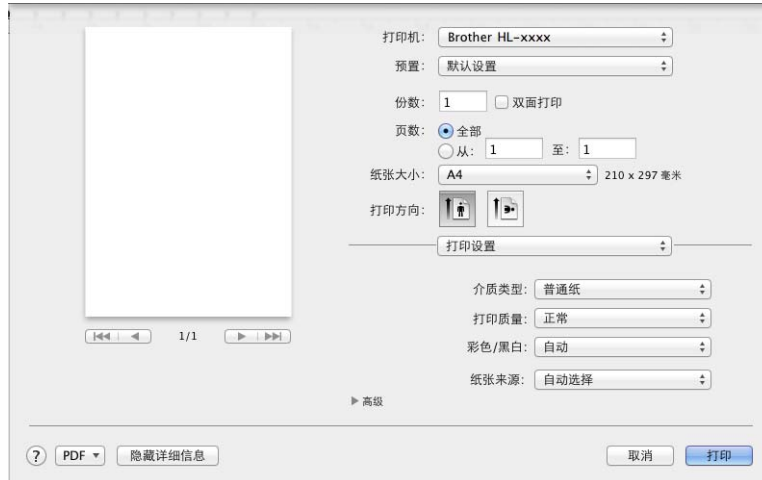 打印机: Brother HL-xxxx
预置: 默认设置
份数: 1 双面打印
页数: 全部
从: 1 至: 1
纸张大小: A4 210 x 297 毫米
打印方向:
打印设置
介质类型: 普通纸
打印质量: 正常
彩色/黑白: 自动
纸张来源: 自动选择
高级
1/1
? PDF 隐藏详细信息 取消 打印